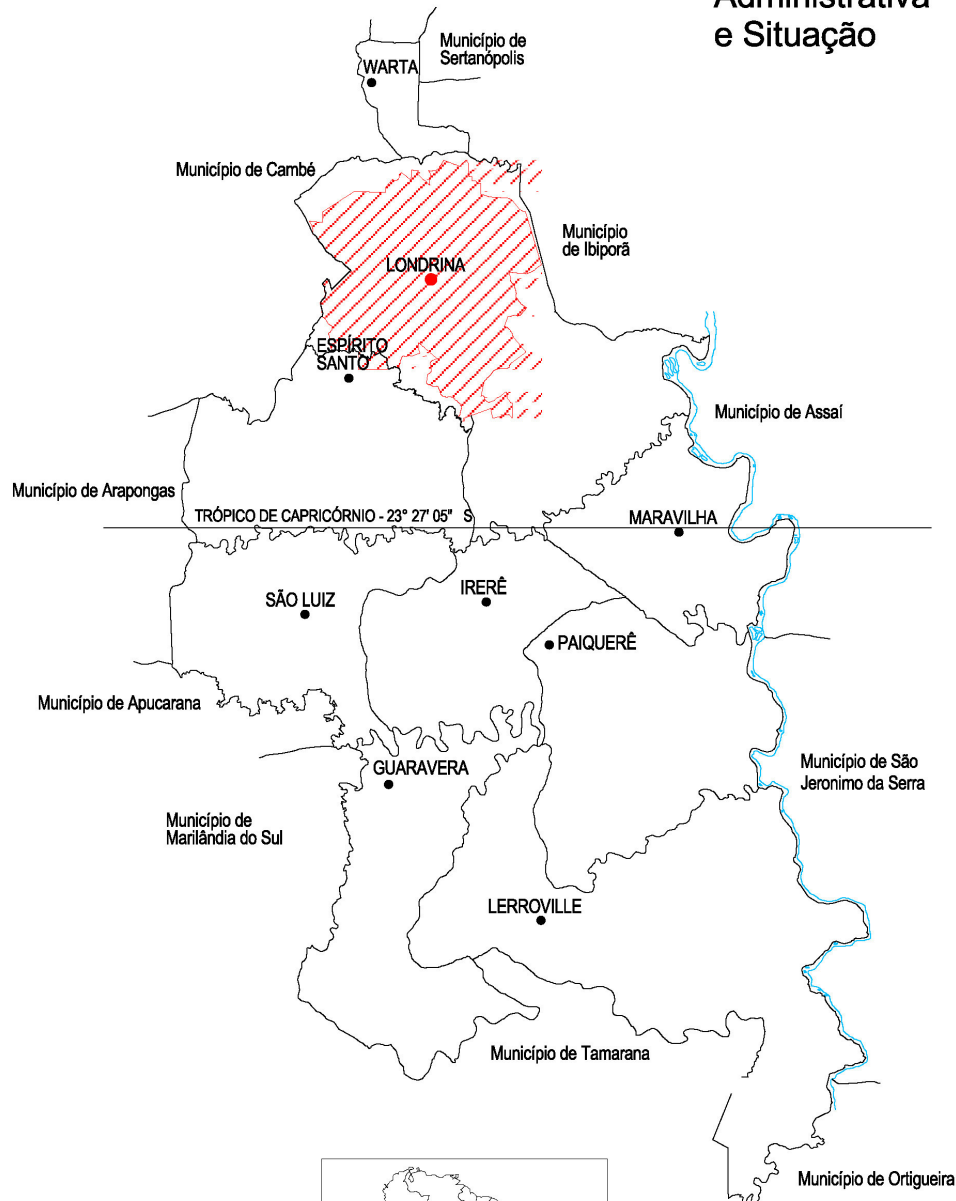 Administrativa
e Situação
Município de
Sertanópolis
WARTA
Município de Cambé
Município
de Ibiporã
LONDRINA
ESPÍRITO
SANTO
Município de Assaí
Município de Arapongas
TRÓPICO DE CAPRICÓRNIO - 23° 27' 05" S
MARAVILHA
IRERÊ
SÃO LUIZ
PAIQUERÊ
Município de Apucarana
GUARAVERA
Município de São
Jeronimo da Serra
Município de
Marilândia do Sul
LERROVILLE
Município de Tamarana
Município de Ortigueira